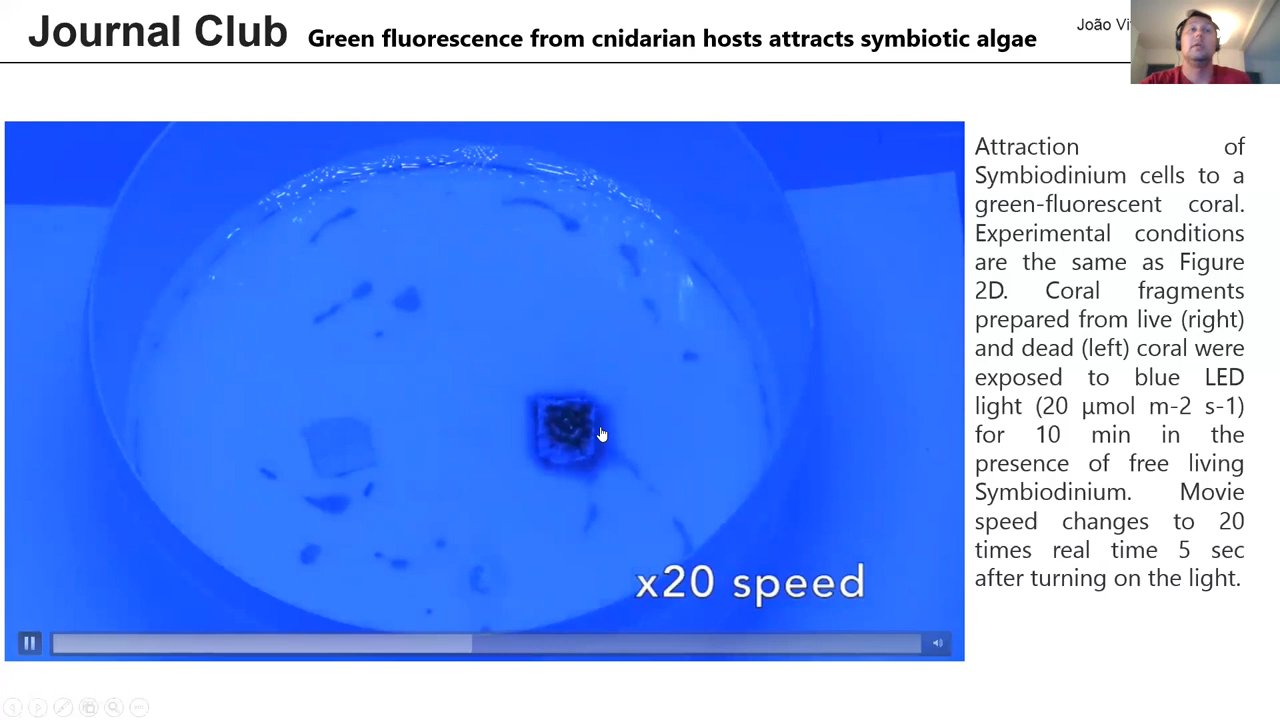 Journal Club Green fluorescence from cnidarian hosts attracts symbiotic algae
João
Attraction of
Symbiodinium cells to a
green-fluorescent coral.
Experimental conditions
are the same as Figure
2D. Coral fragments
prepared from live (right)
and dead (left) coral were
exposed to blue LED
light (20 μmol m-2 s-1)
for 10 min in the
presence of free living
Symbiodinium. Movie
speed changes to 20
times real time 5 sec
after turning on the light.
x20 speed